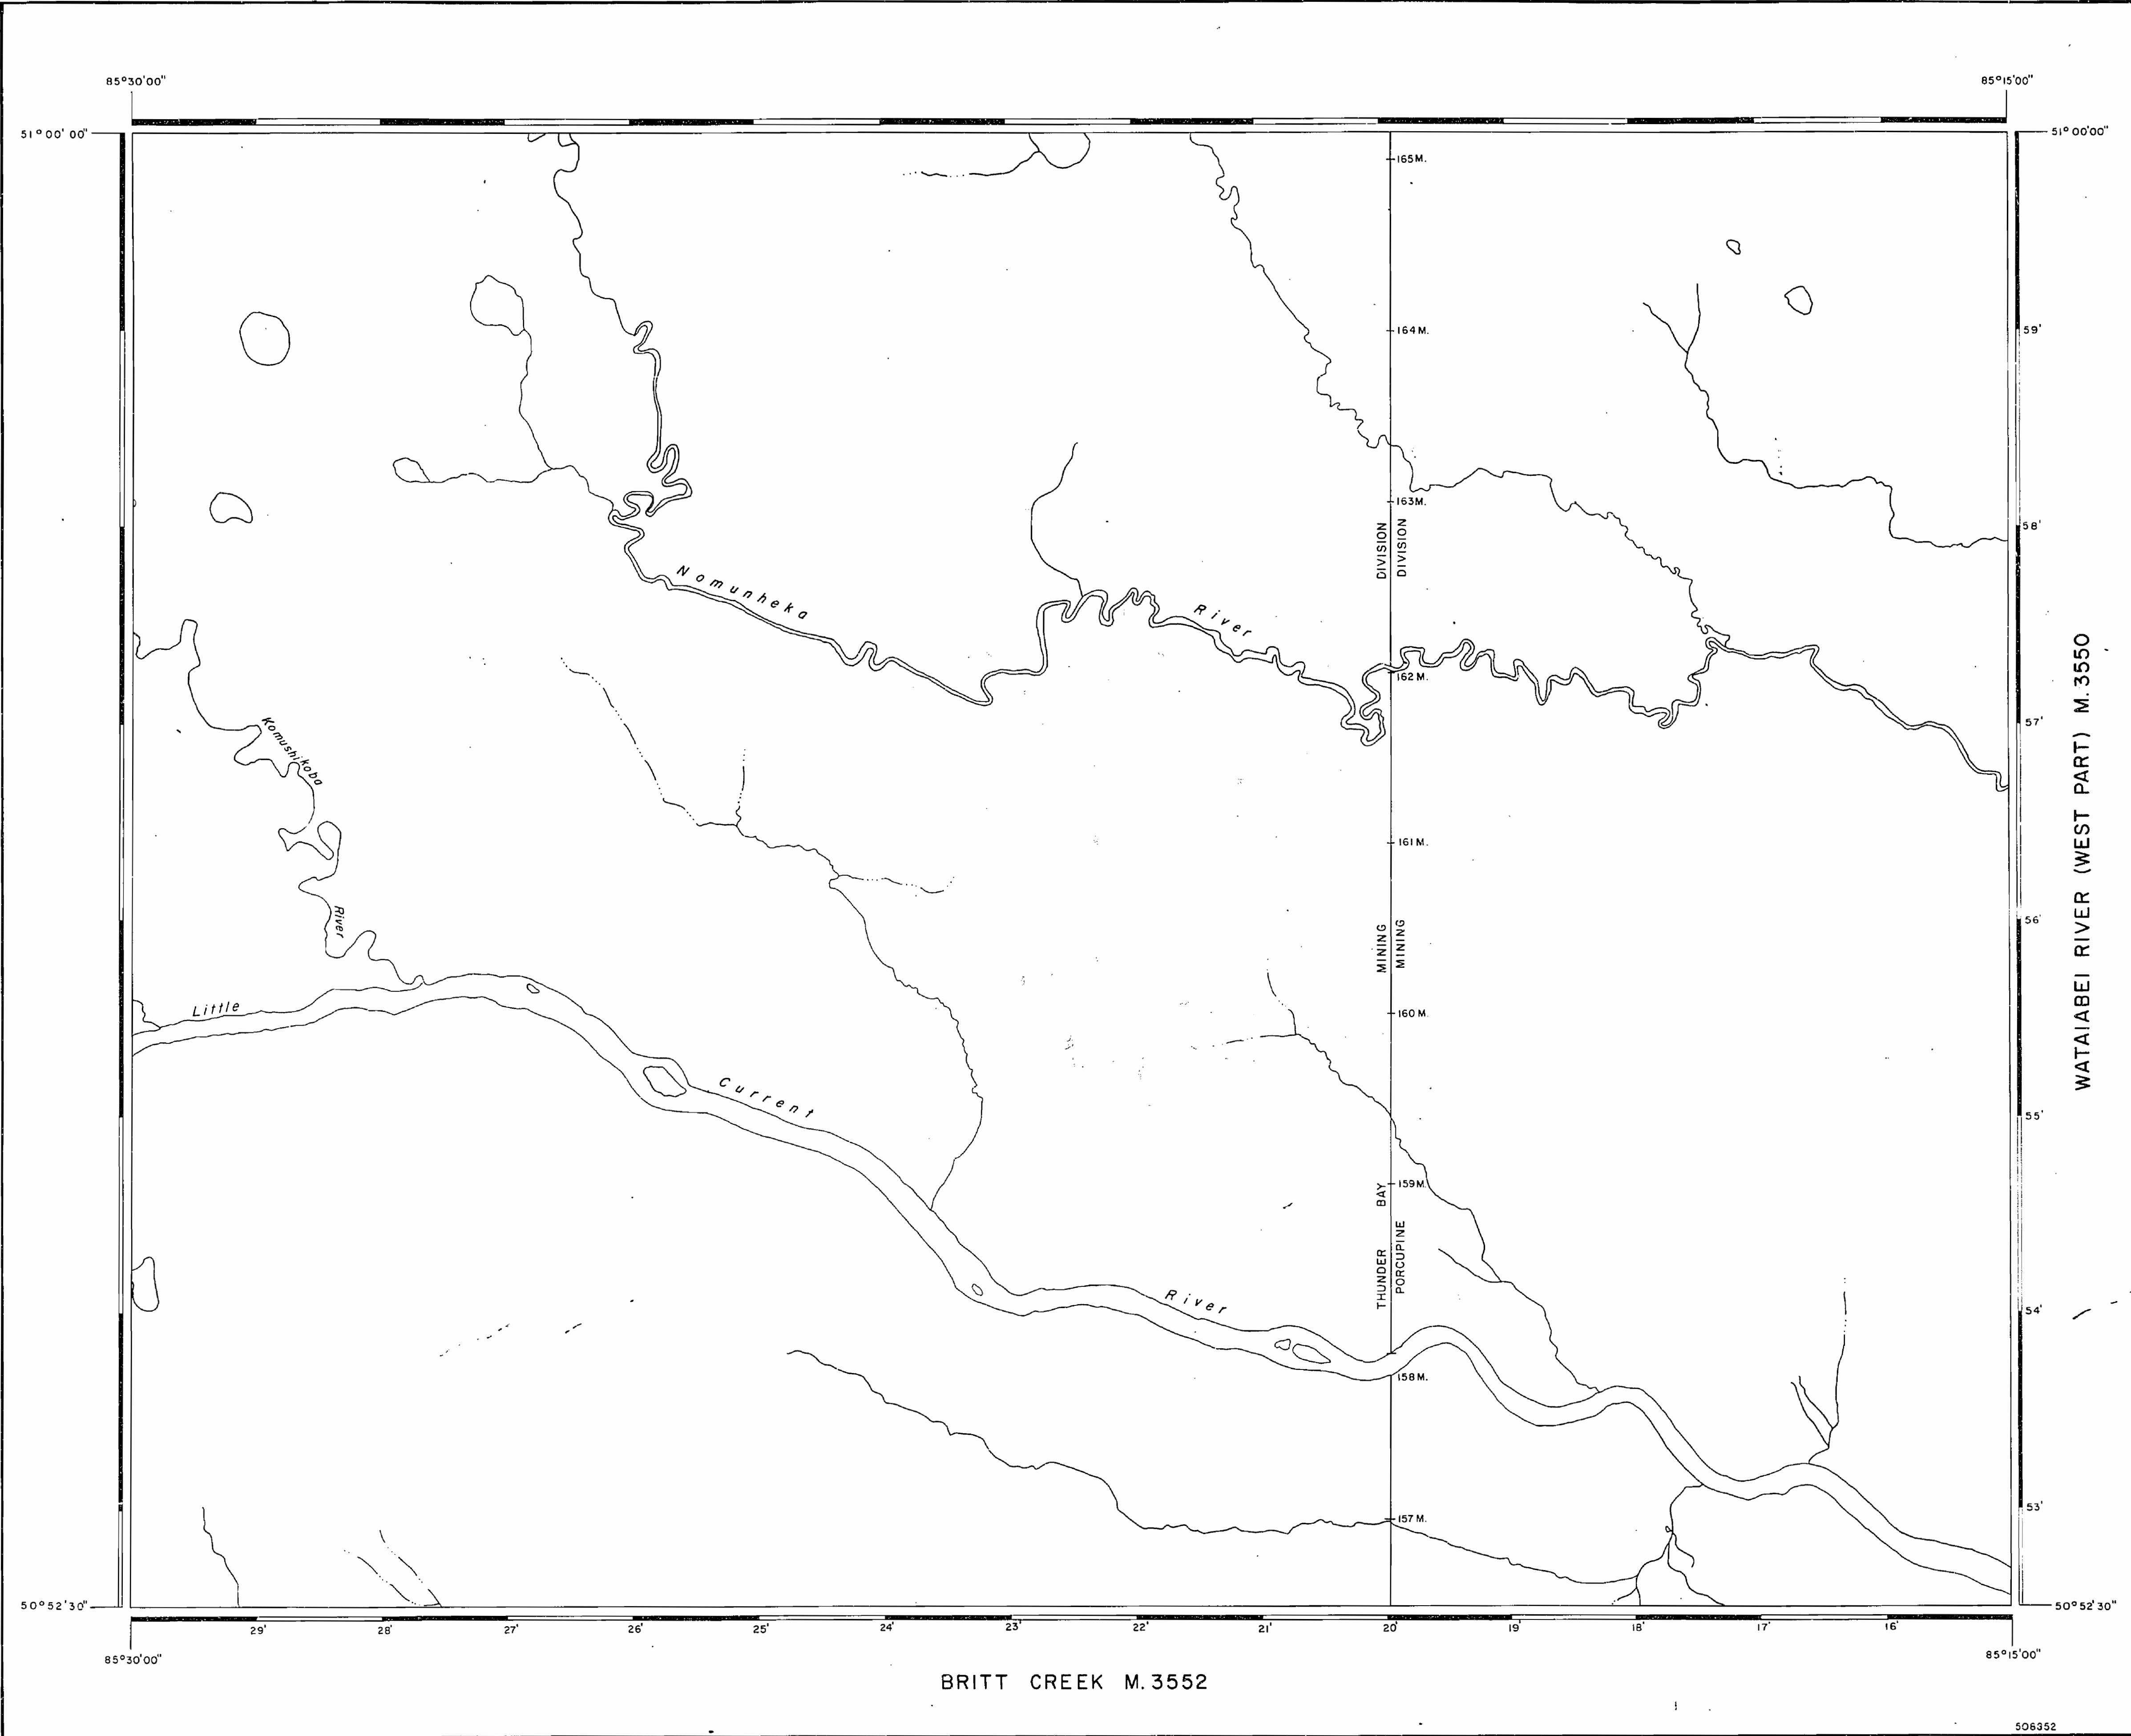 85°30'00"
85°15'00"
51°00'00"
51°00'00"
165M.
164M.
59'
163M.
DIVISION
DIVISION
58'
Nomunheka
River
162M.
57'
WATAIABEI RIVER (WEST PART) M.3550
Komushikoba
River
161M.
56'
MINING
MINING
Little
160M.
Current
55'
159M.
THUNDER BAY
PORCUPINE
River
54'
158M.
157M.
53'
50°52'30"
50°52'30"
29' 28' 27' 26' 25' 24' 23' 22' 21' 20 19' 18' 17' 16'
85°30'00"
85°15'00"
BRITT CREEK M.3552
506352